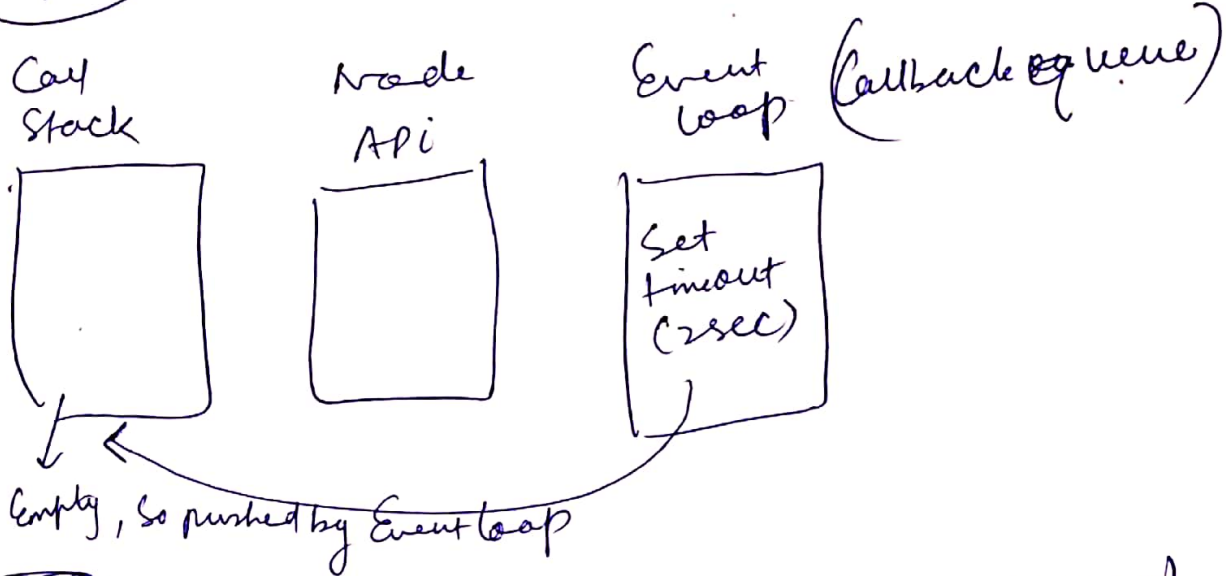 Call
Stack
Node
API
Event
loop
(Callback queue)
Set
timeout
(2sec)
Empty, So pushed by Event loop